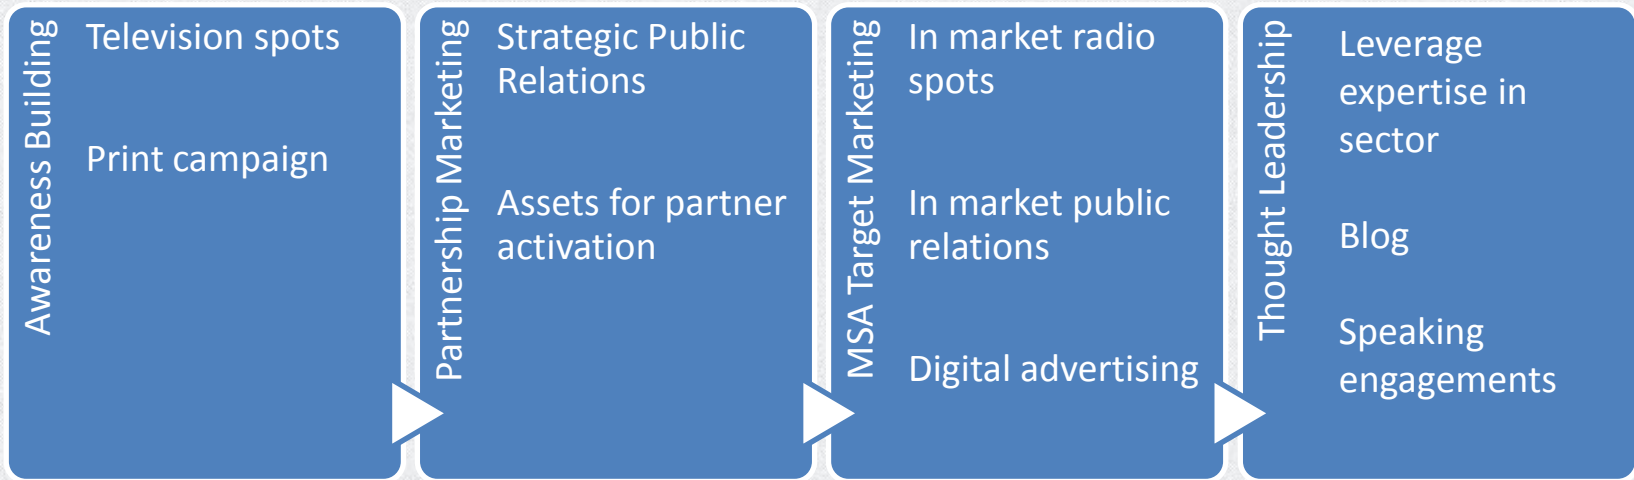 Awareness Building
Television spots
Print campaign
Partnership Marketing
Strategic Public
Relations
Assets for partner
activation
MSA Target Marketing
In market radio
spots
In market public
relations
Digital advertising
Thought Leadership
Leverage
expertise in
sector
Blog
Speaking
engagements